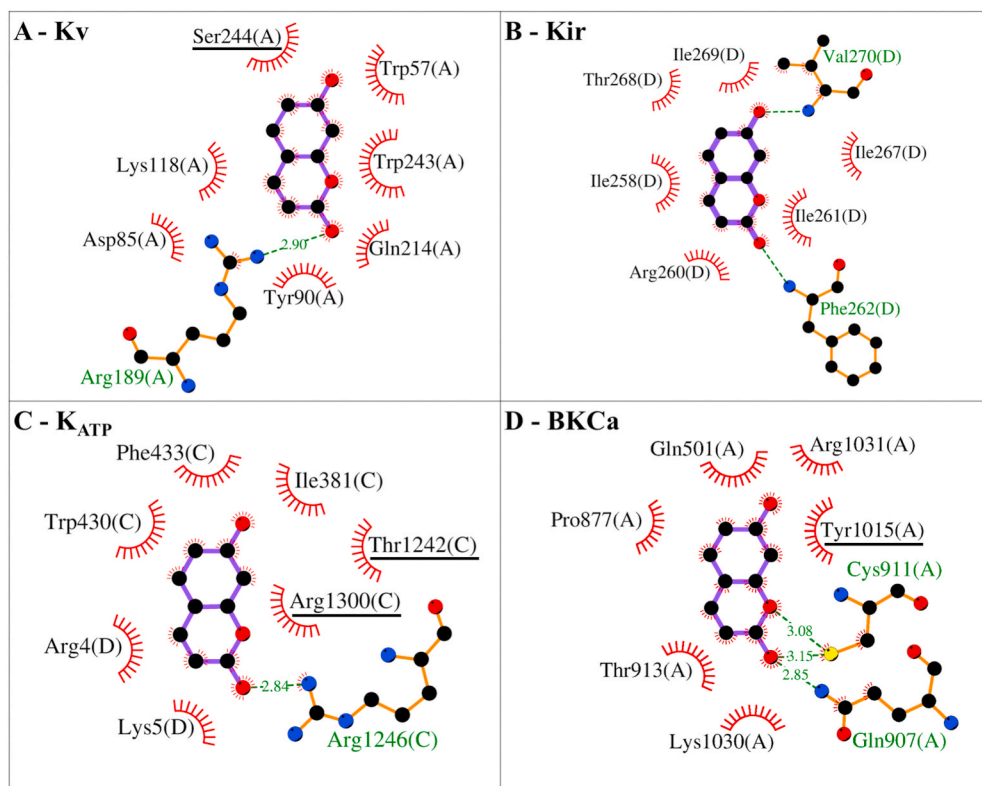 A - Kv
Ser244(A)
Trp57(A)
Lys118(A)
Trp243(A)
Asp85(A)
2.90
Gln214(A)
Tyr90(A)
Arg189(A)
B - Kir
Ile269(D)
Val270(D)
Thr268(D)
Ile267(D)
Ile258(D)
Ile261(D)
Arg260(D)
Phe262(D)
C - KATP
Phe433(C)
Ile381(C)
Trp430(C)
Thr1242(C)
Arg1300(C)
Arg4(D)
2.84
Lys5(D)
Arg1246(C)
D - BKCa
Gln501(A)
Arg1031(A)
Pro877(A)
Tyr1015(A)
Cys911(A)
3.08
3.15
Thr913(A)
2.85
Lys1030(A)
Gln907(A)